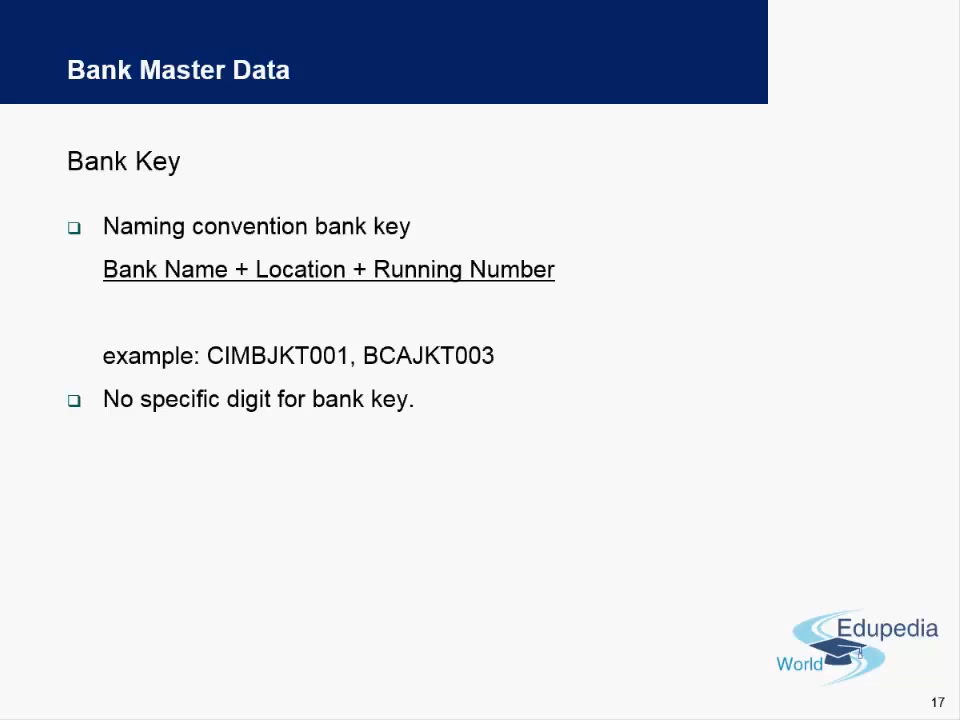 Bank Master Data
Bank Key
Naming convention bank key
Bank Name + Location + Running Number
example: CIMBJKT001, BCAJKT003
No specific digit for bank key.
Edupedia
World
17